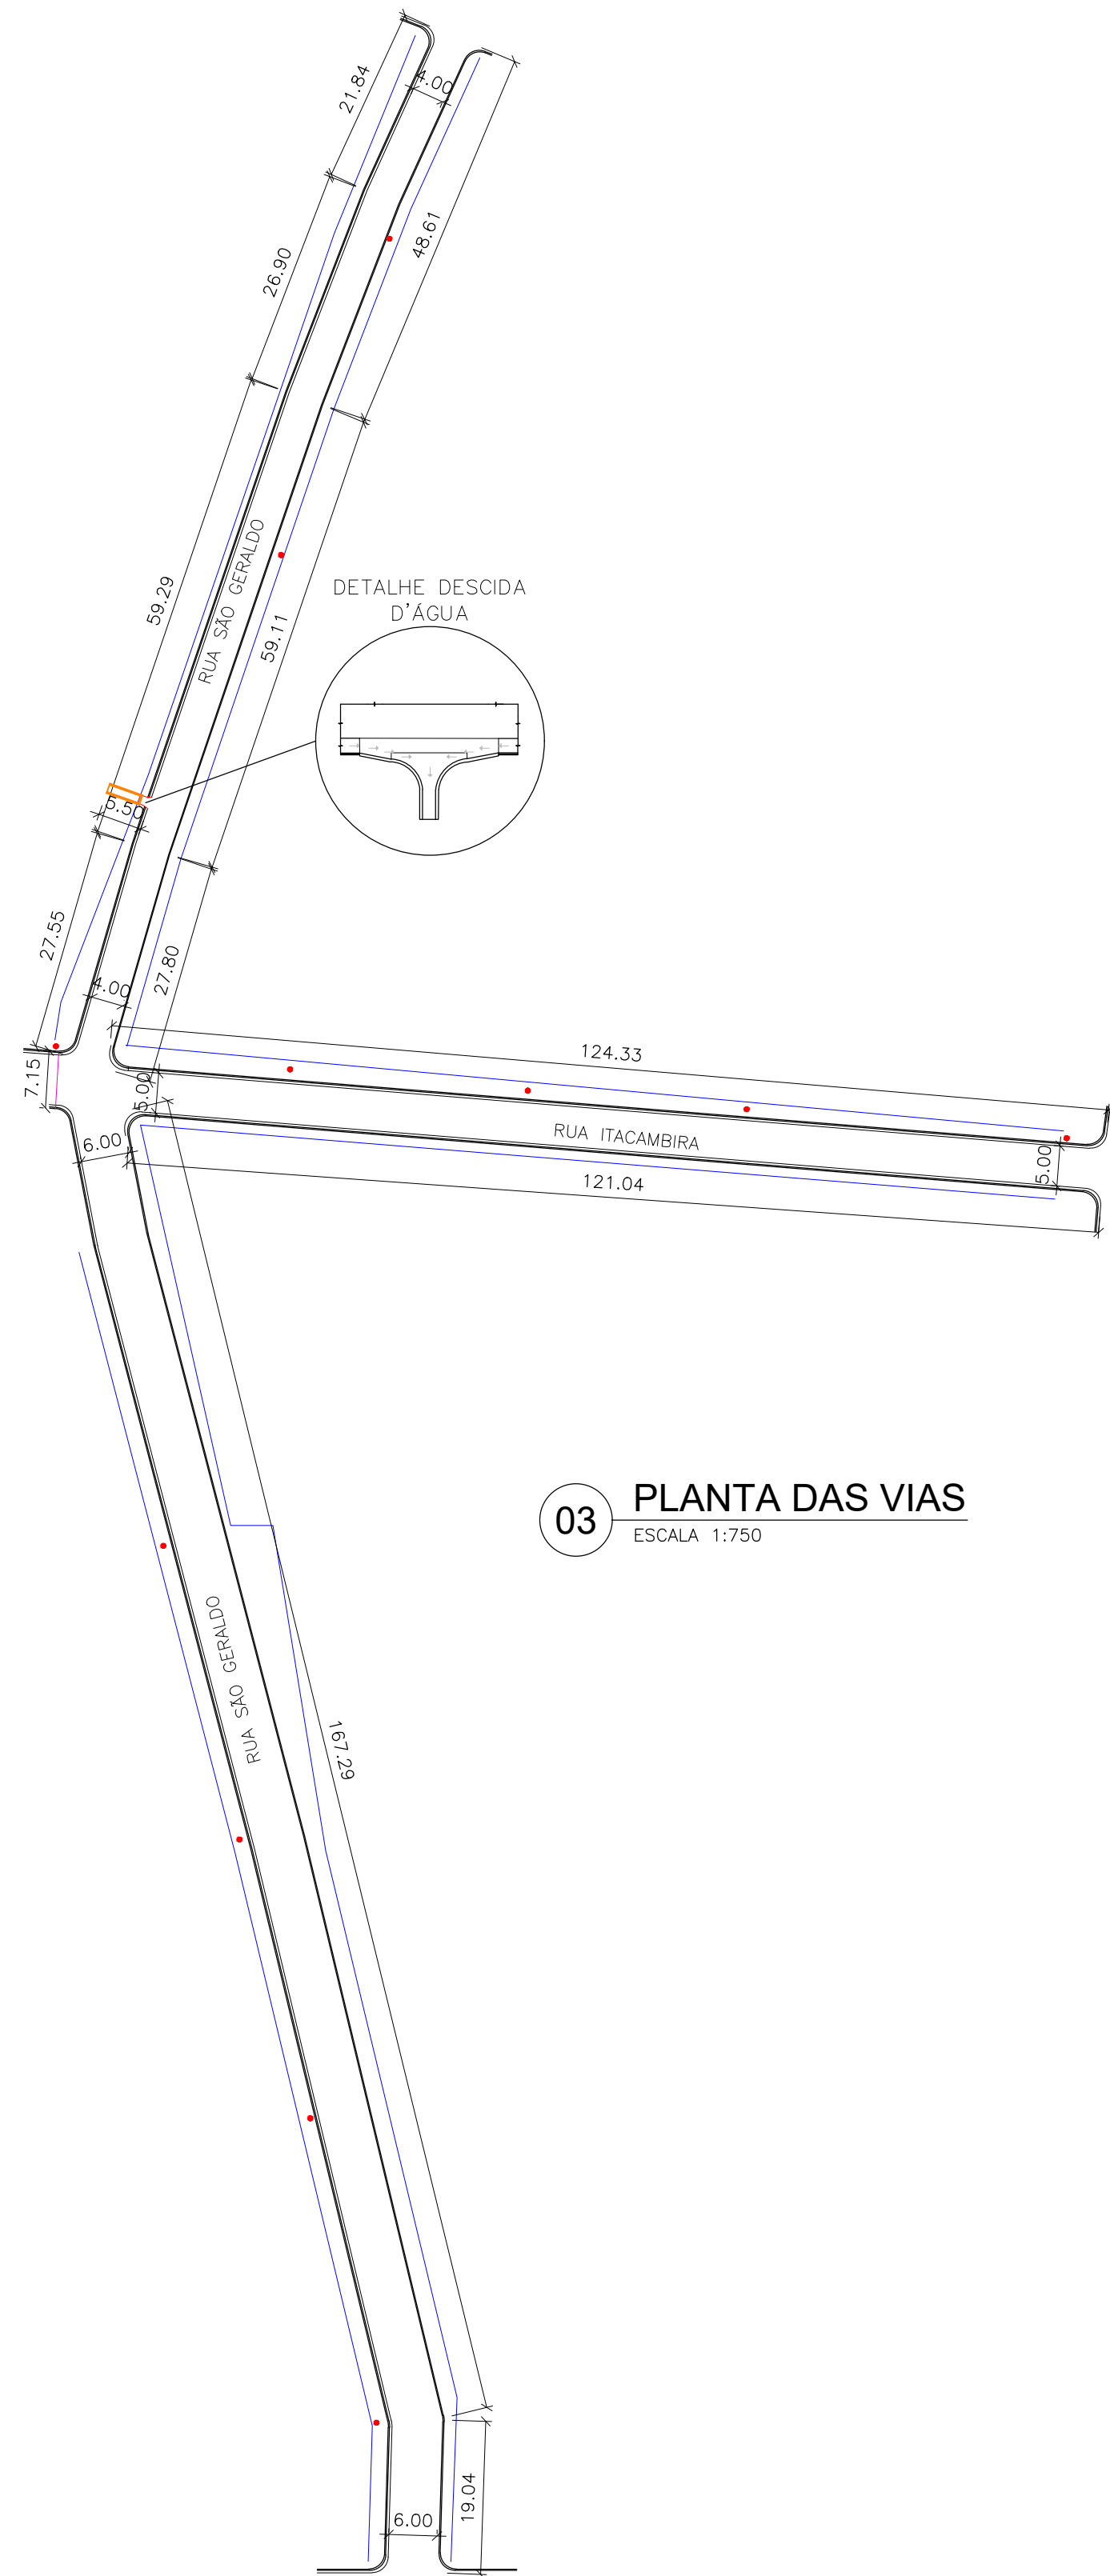 21.84
4.00
48.61
26.90
59.29
RUA SÃO GERALDO
59.11
DETALHE DESCIDA
D'ÁGUA
5.50
27.55
4.00
27.80
7.15
5.00
124.33
6.00
RUA ITACAMBIRA
5.00
121.04
03
PLANTA DAS VIAS
ESCALA 1:750
RUA SÃO GERALDO
167.29
19.04
6.00